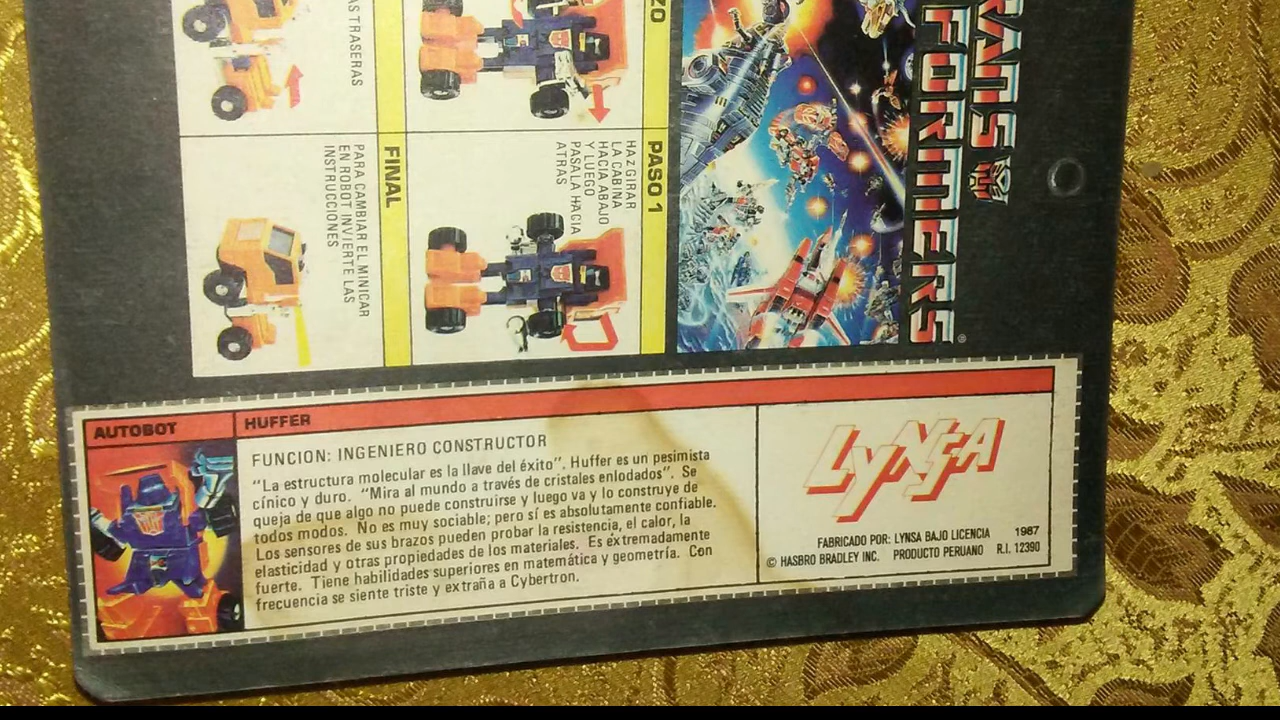 TRANS
FORMERS®
ZO
PASO 1
HAZ GIRAR
LA CABINA
HACIA ABAJO
Y LUEGO
PASALA HACIA
ATRAS
AS TRASERAS
FINAL
PARA CAMBIAR EL MINICAR
EN ROBOT INVIERTE LAS
INSTRUCCIONES
AUTOBOT
HUFFER
FUNCION: INGENIERO CONSTRUCTOR
"La estructura molecular es la llave del éxito". Huffer es un pesimista
cínico y duro. "Mira al mundo a través de cristales enlodados". Se
queja de que algo no puede construirse y luego va y lo construye de
todos modos. No es muy sociable; pero sí es absolutamente confiable.
Los sensores de sus brazos pueden probar la resistencia, el calor, la
elasticidad y otras propiedades de los materiales. Es extremadamente
fuerte. Tiene habilidades superiores en matemática y geometría. Con
frecuencia se siente triste y extraña a Cybertron.
LYNSA
FABRICADO POR: LYNSA BAJO LICENCIA 1987
© HASBRO BRADLEY INC. PRODUCTO PERUANO R.I. 12390